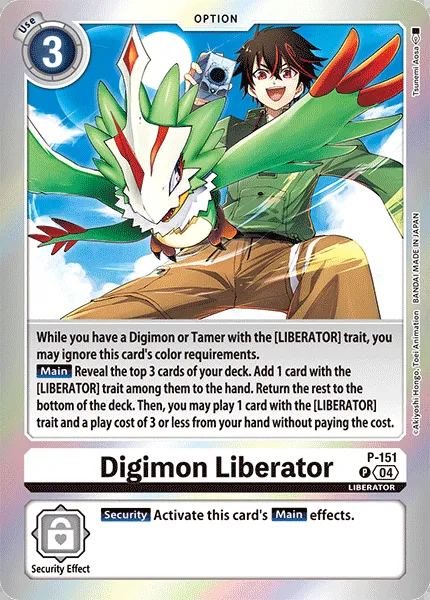 OPTION
Use
3
Tsunemi Aosa
While you have a Digimon or Tamer with the [LIBERATOR] trait, you
may ignore this card's color requirements.
Main Reveal the top 3 cards of your deck. Add 1 card with the
[LIBERATOR] trait among them to the hand. Return the rest to the
bottom of the deck. Then, you may play 1 card with the [LIBERATOR]
trait and a play cost of 3 or less from your hand without paying the cost.
©Akiyoshi Hongo, Toei Animation BANDAI MADE IN JAPAN
Digimon Liberator
P-151
P 04
LIBERATOR
Security Activate this card's Main effects.
Security Effect